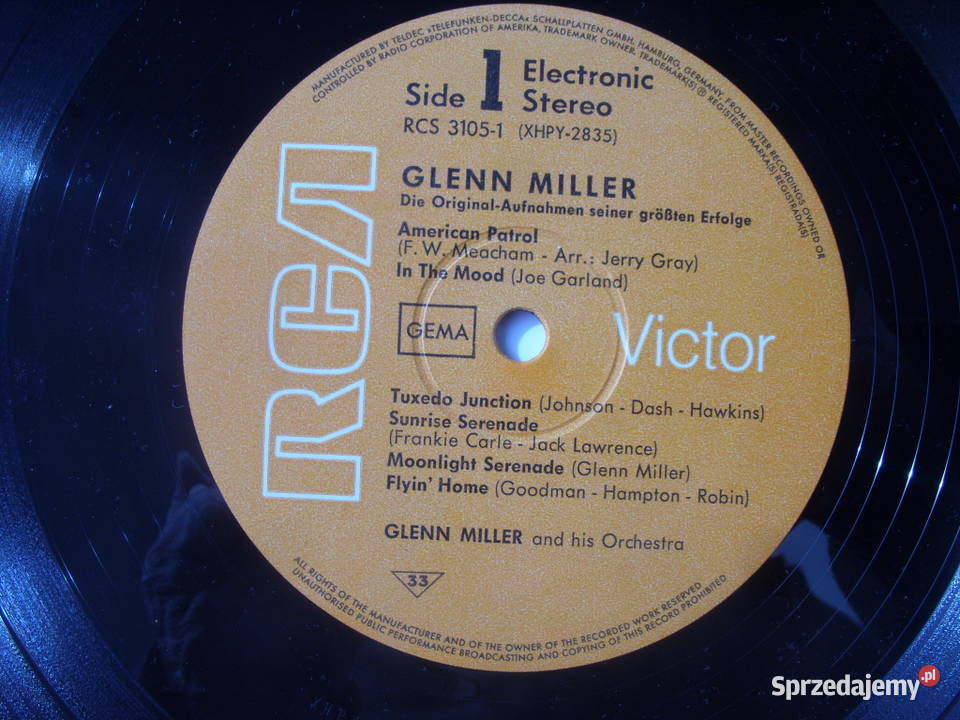 MANUFACTURED BY TELDEC »TELEFUNKEN-DECCA« SCHALLPLATTEN GMBH, HAMBURG, GERMANY, FROM MASTER RECORDINGS OWNED OR
CONTROLLED BY RADIO CORPORATION OF AMERIKA, TRADEMARK OWNER, TRADEMARK(S) ® REGISTERED MARKA(S) REGISTRADA(S)
Side 1 Electronic
Stereo
RCS 3105-1 (XHPY-2835)
GLENN MILLER
Die Original-Aufnahmen seiner größten Erfolge
American Patrol
(F. W. Meacham - Arr.: Jerry Gray)
In The Mood (Joe Garland)
GEMA
RCA
Victor
Tuxedo Junction (Johnson - Dash - Hawkins)
Sunrise Serenade
(Frankie Carle - Jack Lawrence)
Moonlight Serenade (Glenn Miller)
Flyin' Home (Goodman - Hampton - Robin)
GLENN MILLER and his Orchestra
33
ALL RIGHTS OF THE MANUFACTURER AND OF THE OWNER OF THE RECORDED WORK RESERVED
UNAUTHORISED PUBLIC PERFORMANCE BROADCASTING AND COPYING OF THIS RECORD PROHIBITED
Sprzedajemy.pl